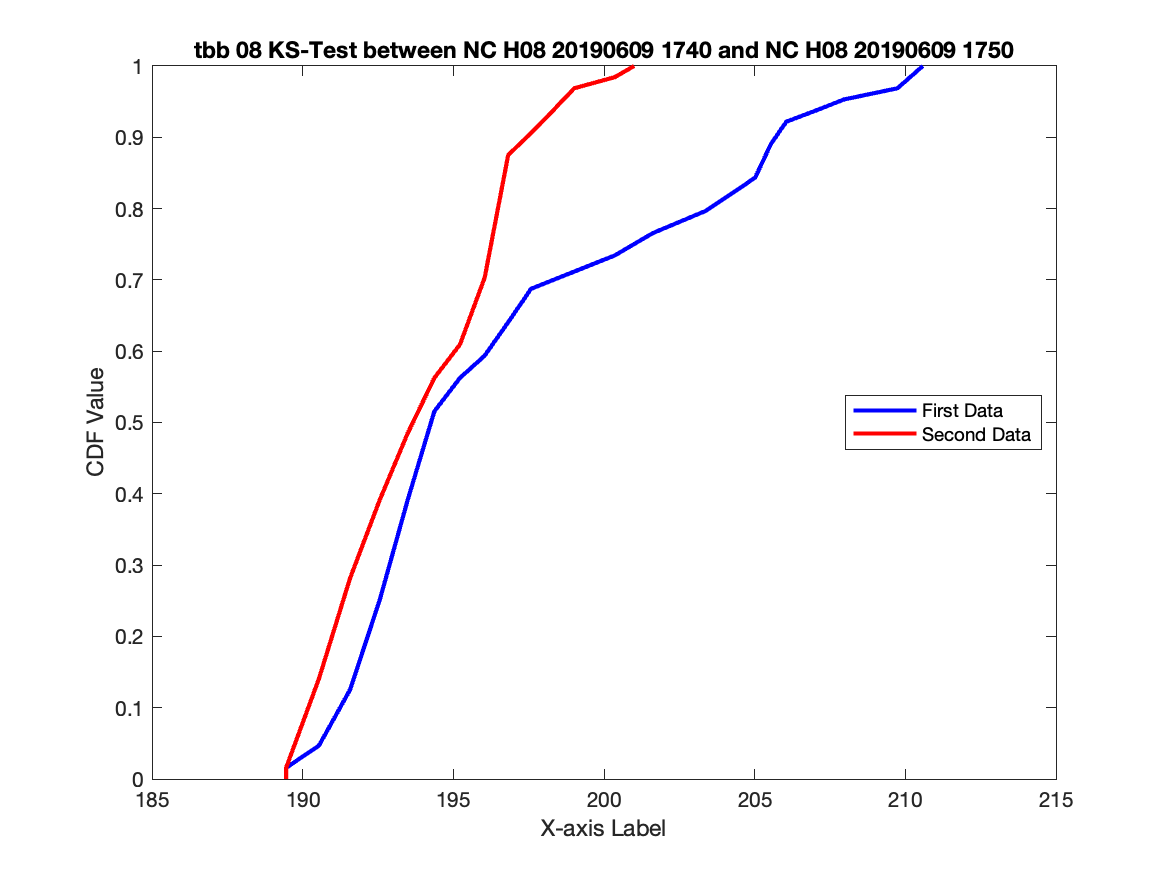 tbb 08 KS-Test between NC H08 20190609 1740 and NC H08 20190609 1750
1
0.9
0.8
0.7
0.6
0.5
0.4
0.3
0.2
0.1
0
CDF Value
First Data
Second Data
185 190 195 200 205 210 215
X-axis Label